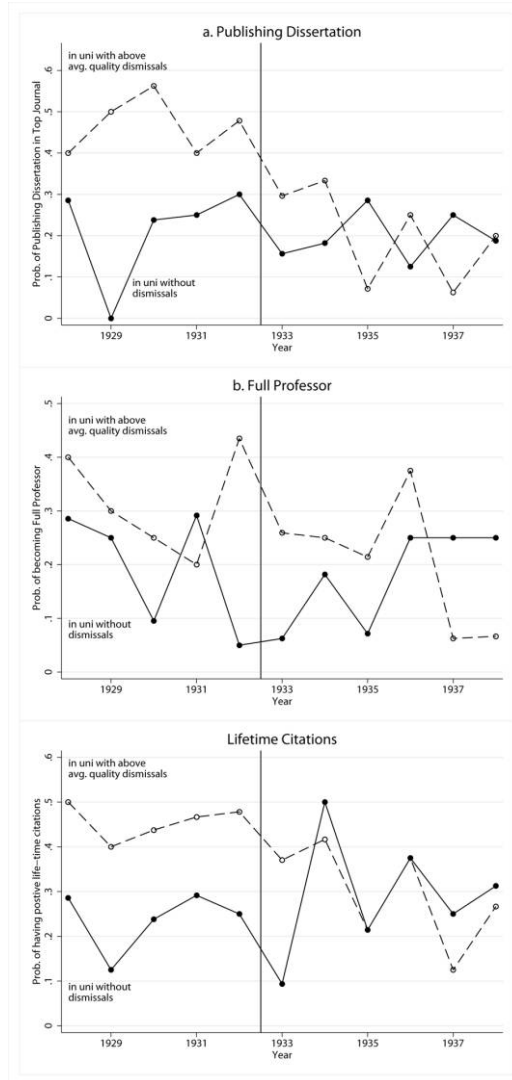 a. Publishing Dissertation
Prob. of Publishing Dissertation in Top Journal
0
.1
.2
.3
.4
.5
.6
in uni with above
avg. quality dismissals
in uni without
dismissals
1929
1931
1933
1935
1937
Year
b. Full Professor
Prob. of becoming Full Professor
0
.1
.2
.3
.4
.5
in uni with above
avg. quality dismissals
in uni without
dismissals
1929
1931
1933
1935
1937
Year
Lifetime Citations
Prob. of having postive life-time citations
0
.1
.2
.3
.4
.5
.6
in uni with above
avg. quality dismissals
in uni without
dismissals
1929
1931
1933
1935
1937
Year